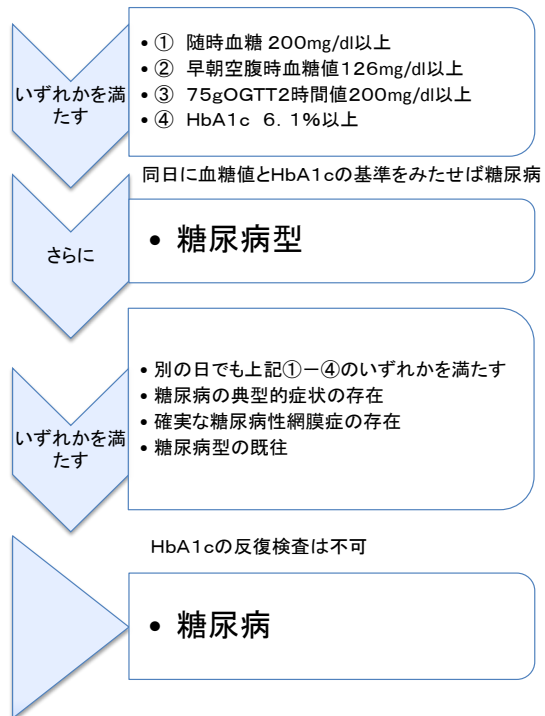 いずれかを満
たす
• ① 随時血糖 200mg/dl以上
• ② 早朝空腹時血糖値126mg/dl以上
• ③ 75gOGTT2時間値200mg/dl以上
• ④ HbA1c 6. 1%以上
同日に血糖値とHbA1cの基準をみたせば糖尿病
さらに
• 糖尿病型
いずれかを満
たす
• 別の日でも上記①－④のいずれかを満たす
• 糖尿病の典型的症状の存在
• 確実な糖尿病性網膜症の存在
• 糖尿病型の既往
HbA1cの反復検査は不可
• 糖尿病